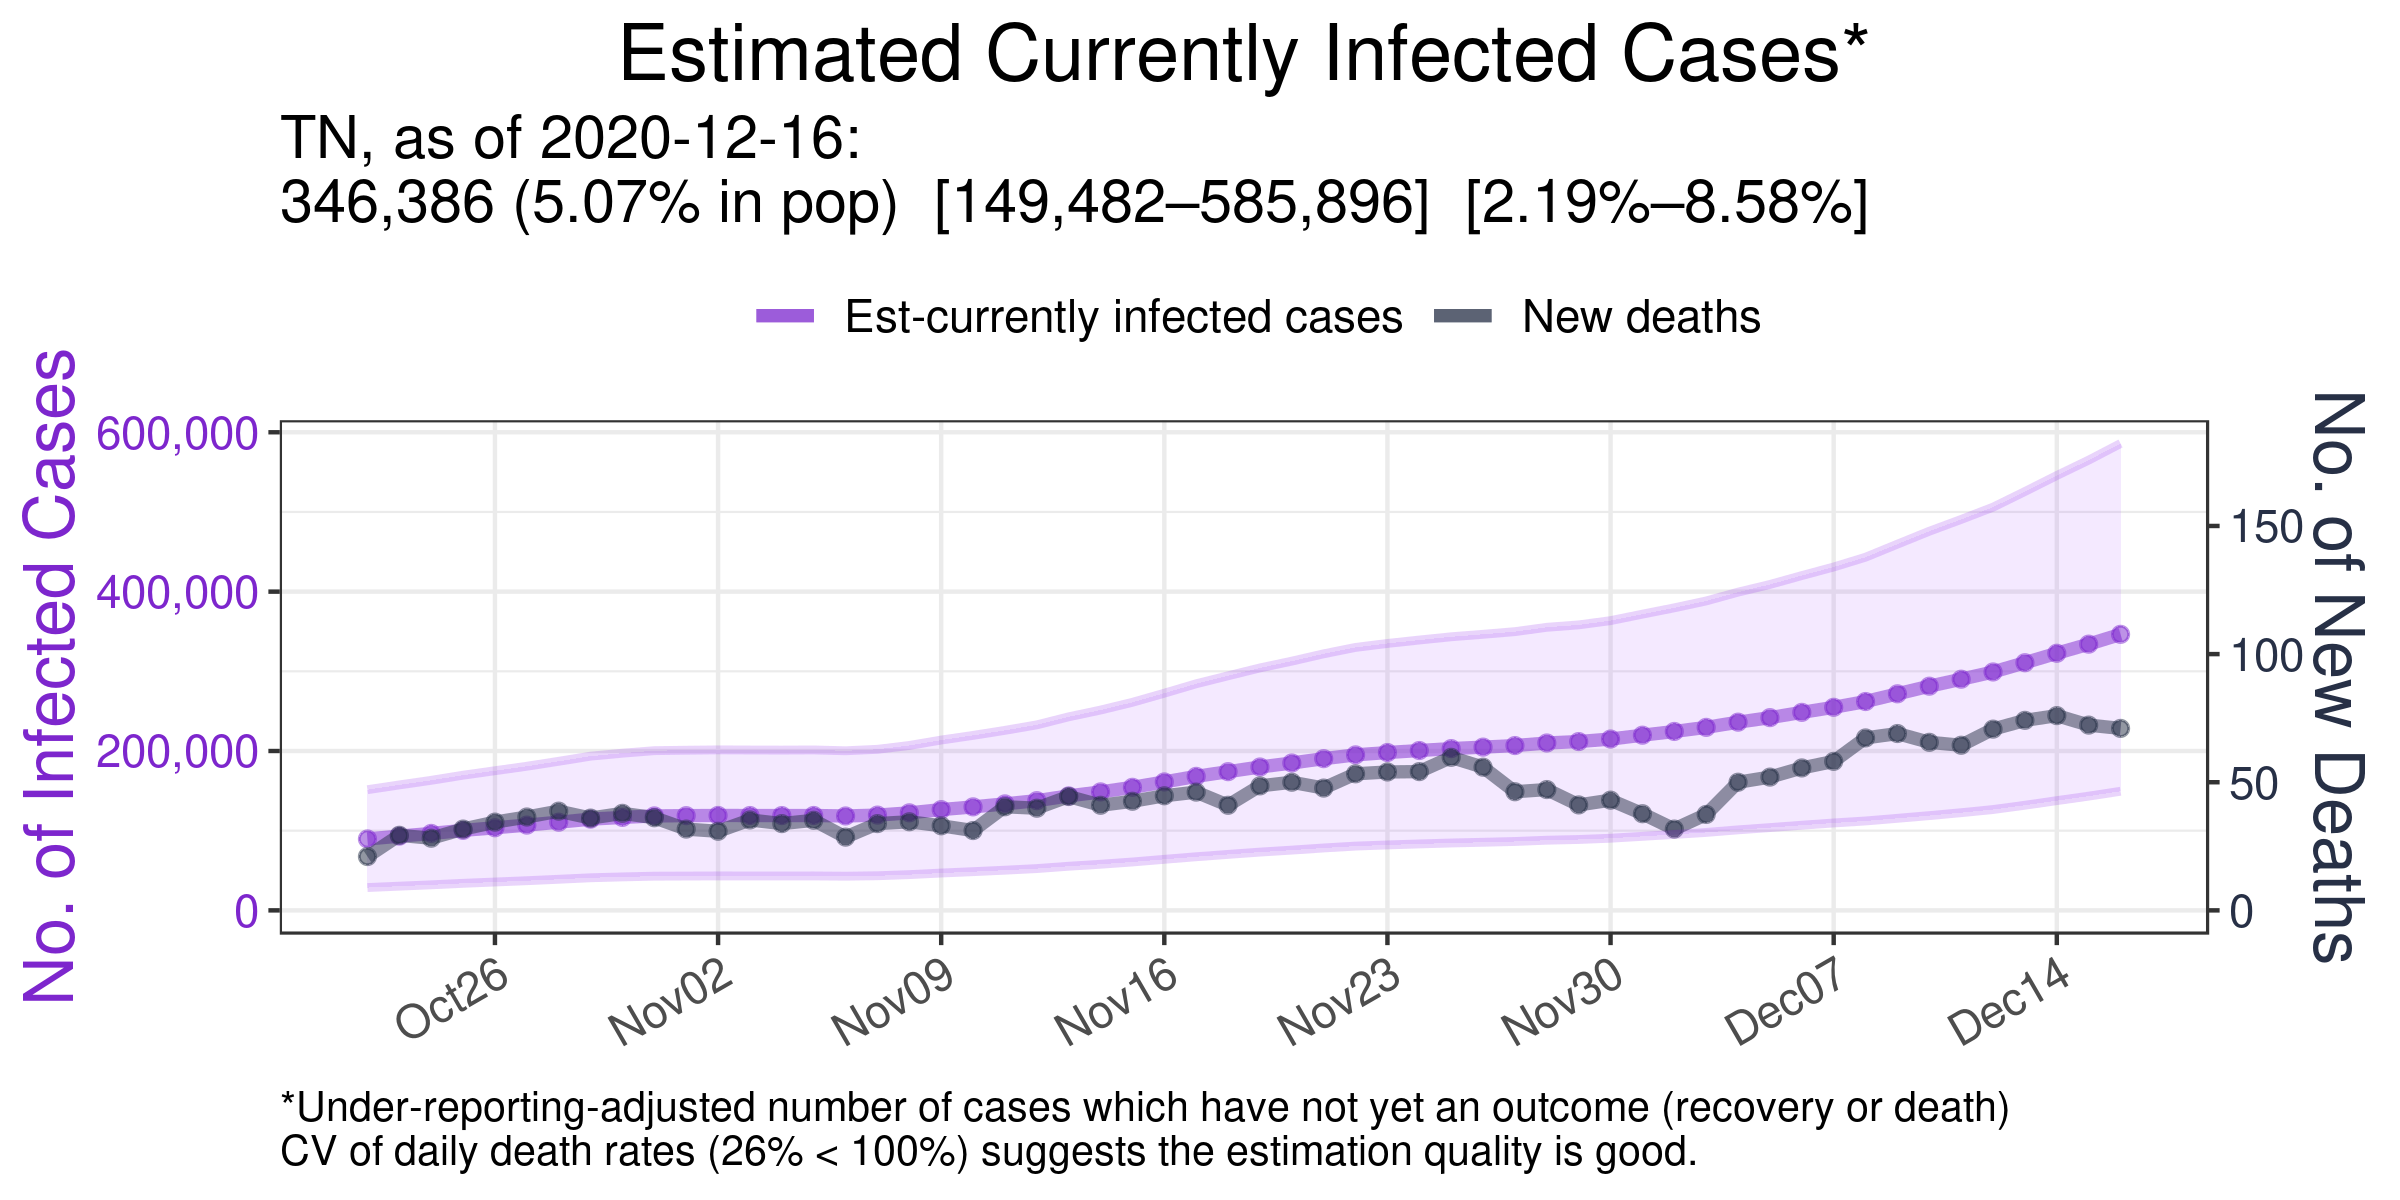 Estimated Currently Infected Cases*
TN, as of 2020-12-16:
346,386 (5.07% in pop)  [149,482–585,896]  [2.19%–8.58%]
Est-currently infected cases
New deaths
No. of Infected Cases
600,000
400,000
200,000
0
150
100
50
0
No. of New Deaths
Oct26
Nov02
Nov09
Nov16
Nov23
Nov30
Dec07
Dec14
*Under-reporting-adjusted number of cases which have not yet an outcome (recovery or death)
CV of daily death rates (26% < 100%) suggests the estimation quality is good.